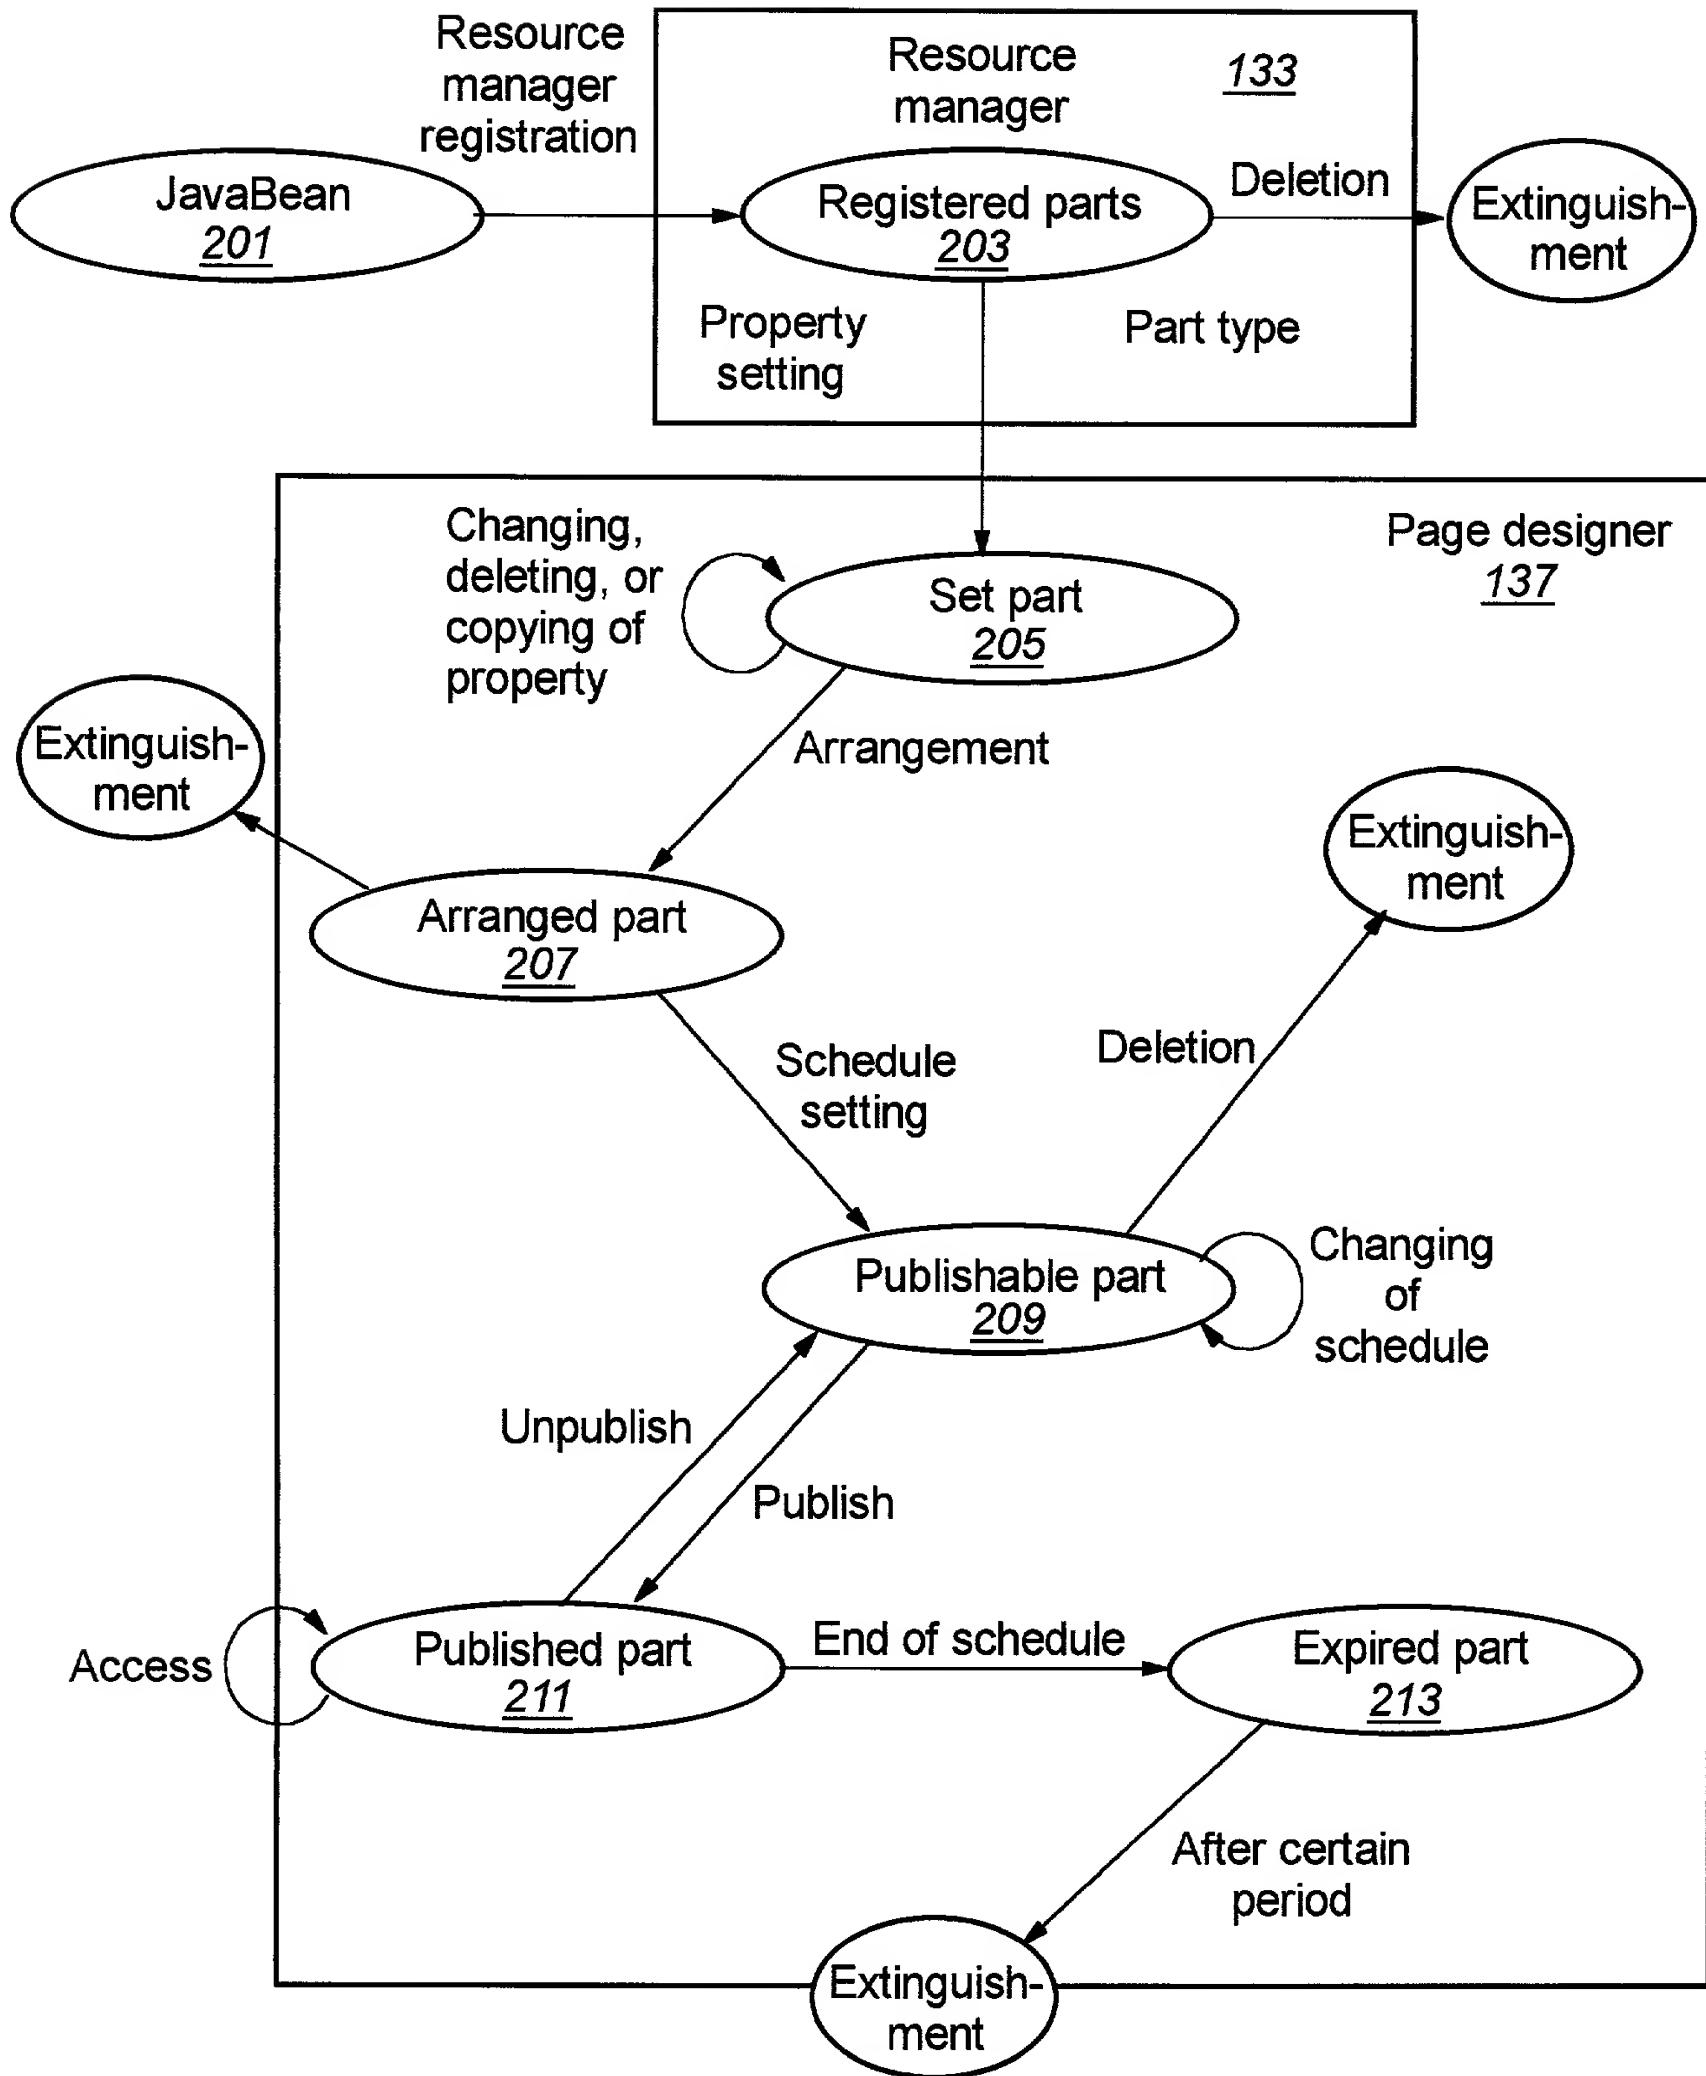 Resource
manager
registration
Resource
manager
133
JavaBean
201
Registered parts
203
Deletion
Extinguish-
ment
Property
setting
Part type
Changing,
deleting, or
copying of
property
Page designer
137
Set part
205
Extinguish-
ment
Arrangement
Extinguish-
ment
Arranged part
207
Schedule
setting
Deletion
Publishable part
209
Changing
of
schedule
Unpublish
Publish
Access
Published part
211
End of schedule
Expired part
213
After certain
period
Extinguish-
ment